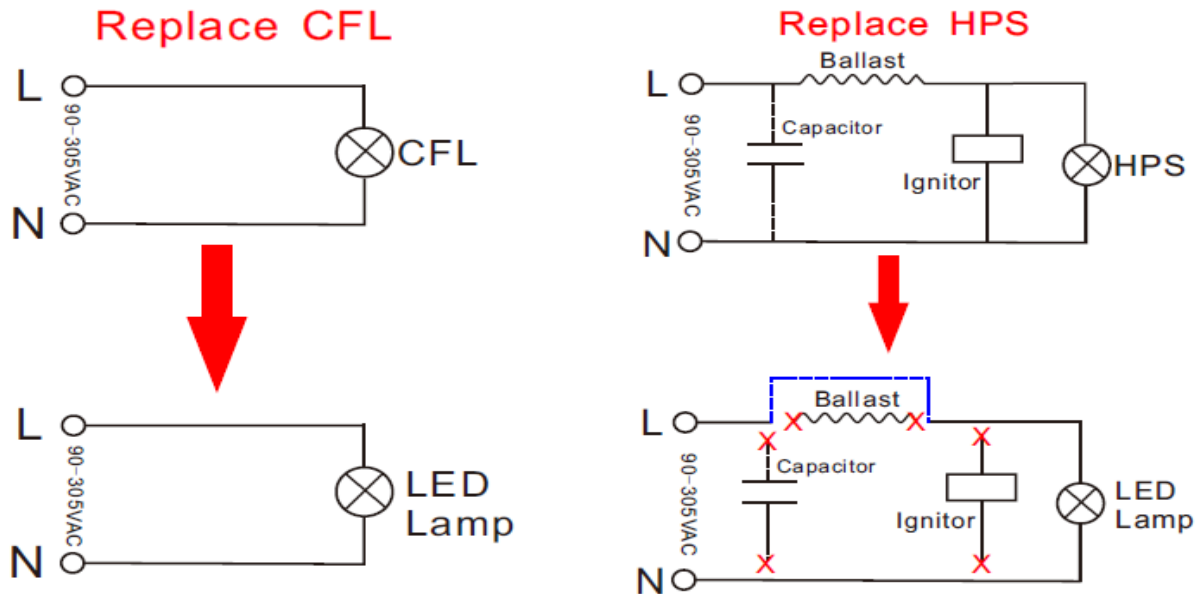 Replace CFL
L
90-305VAC
CFL
N
L
90-305VAC
LED
Lamp
N
Replace HPS
Ballast
L
90-305VAC
Capacitor
Ignitor
HPS
N
Ballast
L
90-305VAC
Capacitor
Ignitor
LED
Lamp
N